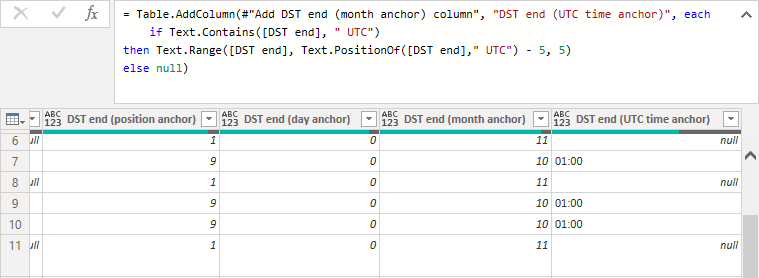 = Table.AddColumn(#"Add DST end (month anchor) column", "DST end (UTC time anchor)", each
if Text.Contains([DST end], " UTC")
then Text.Range([DST end], Text.PositionOf([DST end]," UTC") - 5, 5)
else null)
fx
ABC 123 DST end (position anchor) ABC 123 DST end (day anchor) ABC 123 DST end (month anchor) ABC 123 DST end (UTC time anchor)
6 ull 1 0 11 null
7 9 0 10 01:00
8 ull 1 0 11 null
9 9 0 10 01:00
10 9 0 10 01:00
11 ull 1 0 11 null